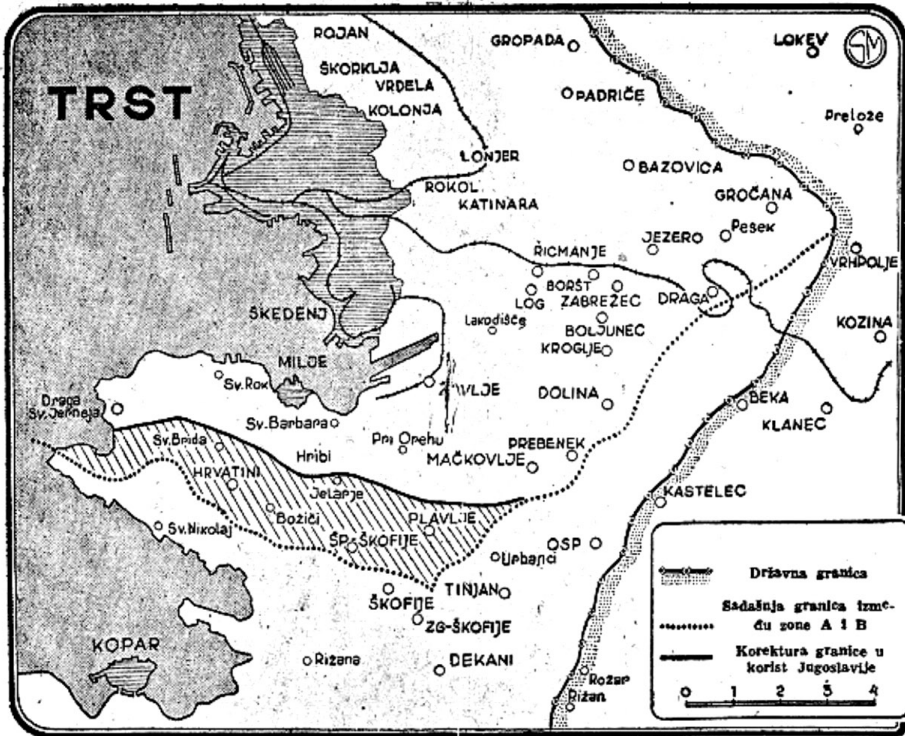 TRST
ROJAN
ŠKORKLJA
VRDELA
KOLONJA
GROPADA
LOKEV
SM
PADRIČE
Prelože
LONJER
BAZOVICA
ROKOL
KATINARA
GROČANA
Pesek
JEZERO
RICMANJE
VRHPOLJE
BORŠT
LOG
ZABREŽEC
DRAGA
ŠKEDENJ
Lakodišče
BOLJUNEC
KOZINA
KROGLJE
MILJE
Sv.Rok
DOLINA
BEKA
KLANEC
Draga
Sv.Jerneja
Sv.Barbara
Sv.Brida
Pri Orehu
PREBENEK
Hribi
MAČKOVLJE
HRVATINI
Jelarje
KASTELEC
Božiči
PLAVLJE
Sv.Nikolaj
SP-ŠKOFIJE
Urbanci
SP
ŠKOFIJE
TINJAN
ZG-ŠKOFIJE
KOPAR
Rižana
DEKANI
Rožar
Rižan
Državna granica
Sadašnja granica izme-
đu zone A i B
Korektura granice u
korist Jugoslavije
0 1 2 3 4